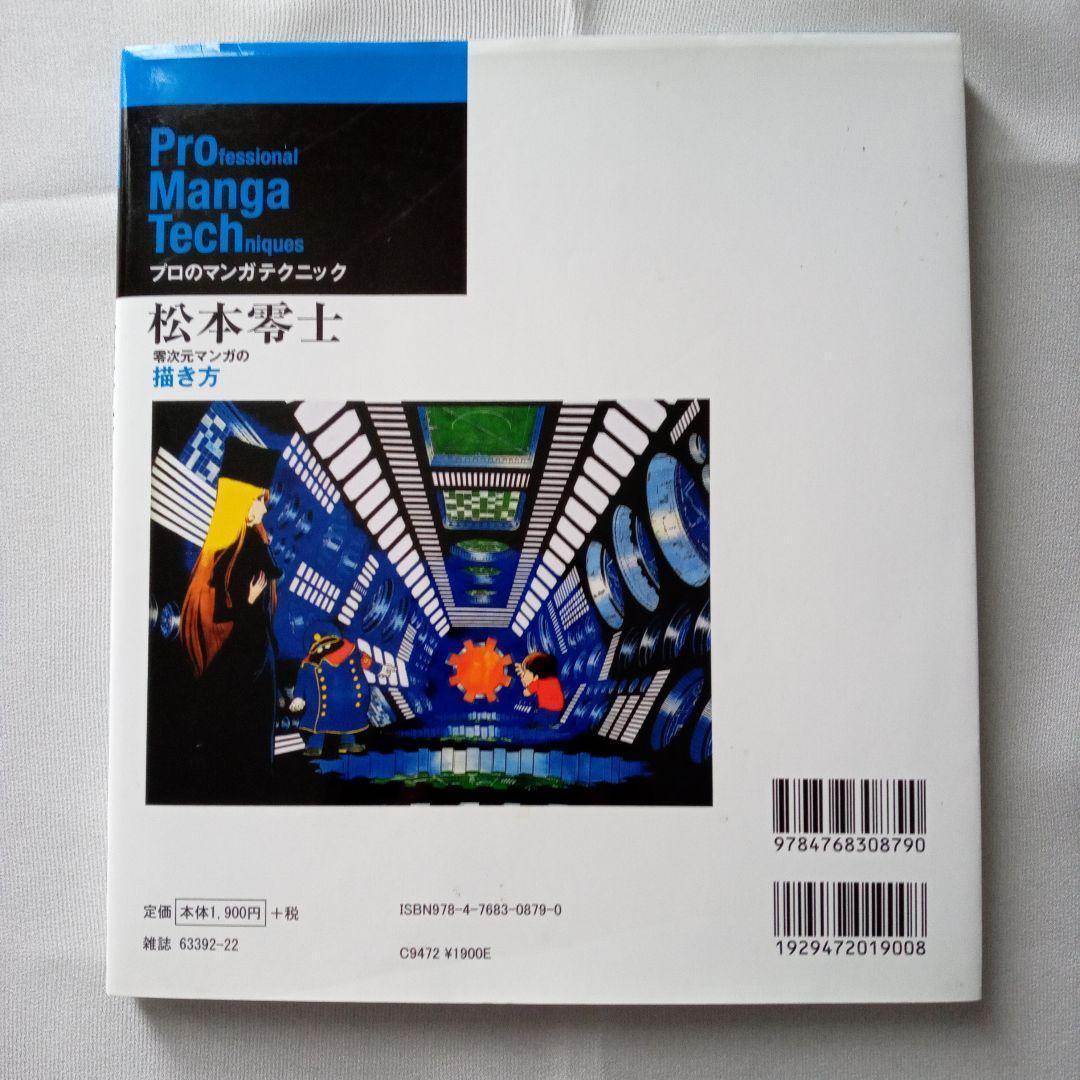 Professional
Manga
Techniques
プロのマンガテクニック
松本零士
零次元マンガの
描き方
9784768308790
定価 本体1,900円 +税
ISBN978-4-7683-0879-0
雑誌 63392-22
C9472 ¥1900E
1929472019008